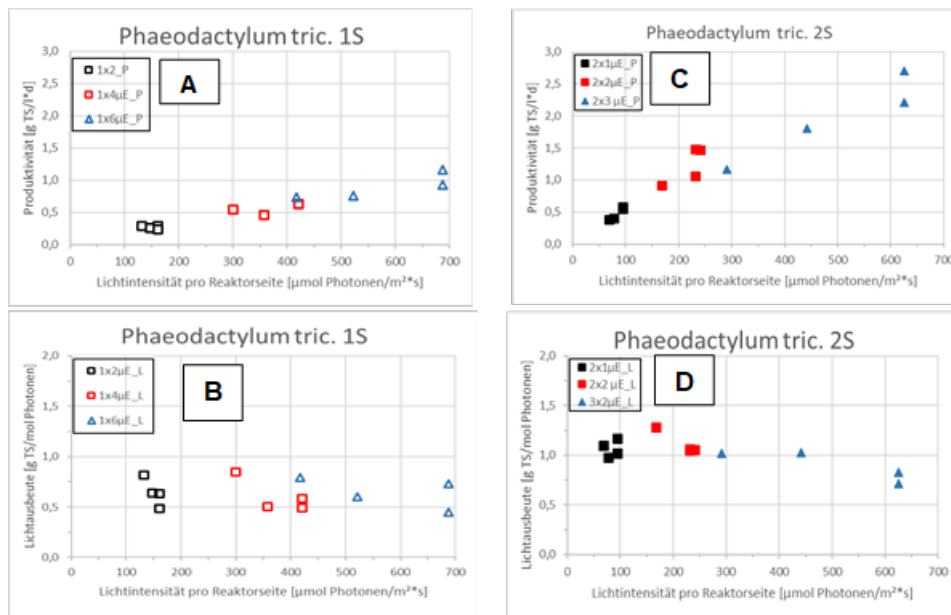 Phaeodactylum tric. 1S
Produktivität [g TS/l*d]
3,0
2,5
2,0
1,5
1,0
0,5
0,0
1x2_P
1x4µE_P
1x6µE_P
A
0 100 200 300 400 500 600 700
Lichtintensität pro Reaktorseite [µmol Photonen/m²*s]
Phaeodactylum tric. 2S
Produktivität [g TS/l*d]
3,0
2,5
2,0
1,5
1,0
0,5
0,0
2x1µE_P
2x2µE_P
2x3 µE_P
C
0 100 200 300 400 500 600 700
Lichtintensität pro Reaktorseite [µmol Photonen/m²*s]
Phaeodactylum tric. 1S
Lichtausbeute [g TS/mol Photonen]
2,0
1,5
1,0
0,5
0,0
1x2µE_L
1x4µE_L
1x6µE_L
B
0 100 200 300 400 500 600 700
Lichtintensität pro Reaktorseite [µmol Photonen/m²*s]
Phaeodactylum tric. 2S
Lichtausbeute [g TS/mol Photonen]
2,0
1,5
1,0
0,5
0,0
2x1µE_L
2x2 µE_L
3x2µE_L
D
0 100 200 300 400 500 600 700
Lichtintensität pro Reaktorseite [µmol Photonen/m²*s]